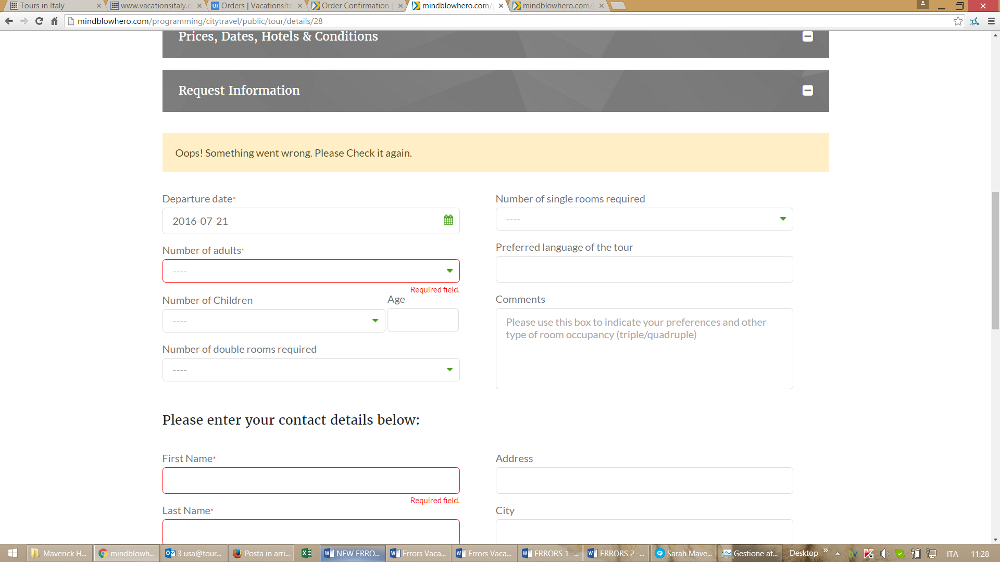 Tours in Italy
www.vacationsitaly.c
Orders | VacationsIta
Order Confirmation |
mindblowhero.com/p
mindblowhero.com/p
mindblowhero.com/programming/citytravel/public/tour/details/28
Prices, Dates, Hotels & Conditions
Request Information
Oops! Something went wrong. Please Check it again.
Departure date*
2016-07-21
Number of single rooms required
----
Number of adults*
----
Required field.
Preferred language of the tour
Number of Children
----
Age
Comments
Please use this box to indicate your preferences and other
type of room occupancy (triple/quadruple)
Number of double rooms required
----
Please enter your contact details below:
First Name*
Required field.
Address
Last Name*
City
Maverick H...
mindblowh...
3 usa@tour...
Posta in arri...
NEW ERRO...
Errors Vaca...
Errors Vaca...
ERRORS 1 -...
ERRORS 2 -...
Sarah Mave...
Gestione at...
Desktop
ITA
11:28